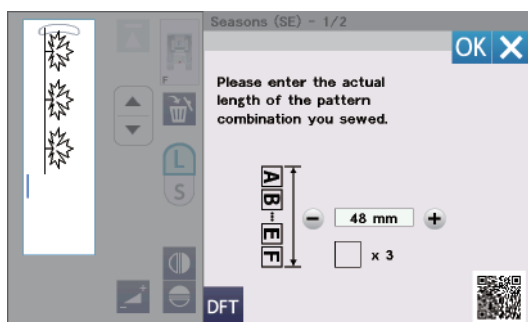 Seasons (SE) - 1/2
OK
Please enter the actual
length of the pattern
combination you sewed.
F
L
S
A
B
E
F
48 mm
x 3
DFT